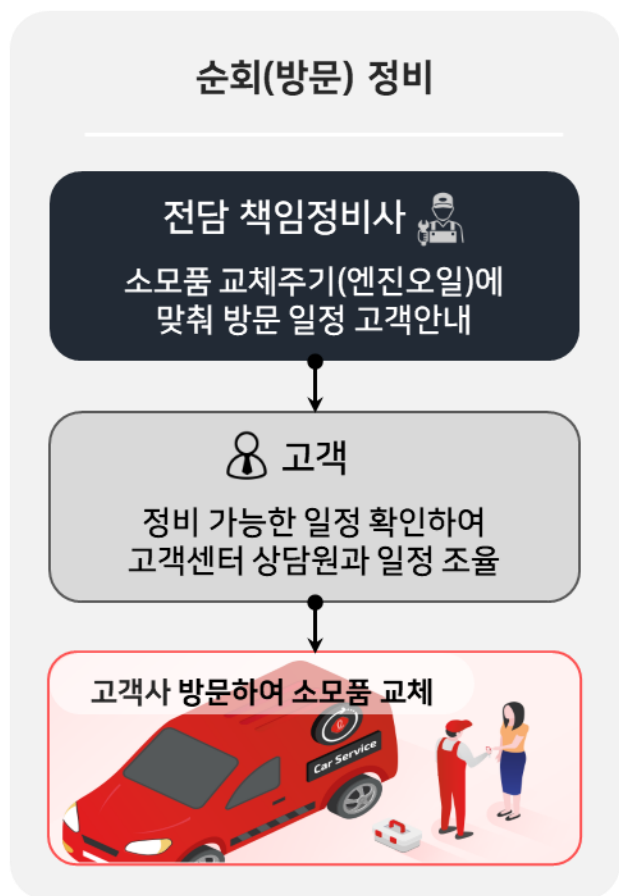 순회(방문) 정비
전담 책임정비사
소모품 교체주기(엔진오일)에
맞춰 방문 일정 고객안내
고객
정비 가능한 일정 확인하여
고객센터 상담원과 일정 조율
고객사 방문하여 소모품 교체
Car Service